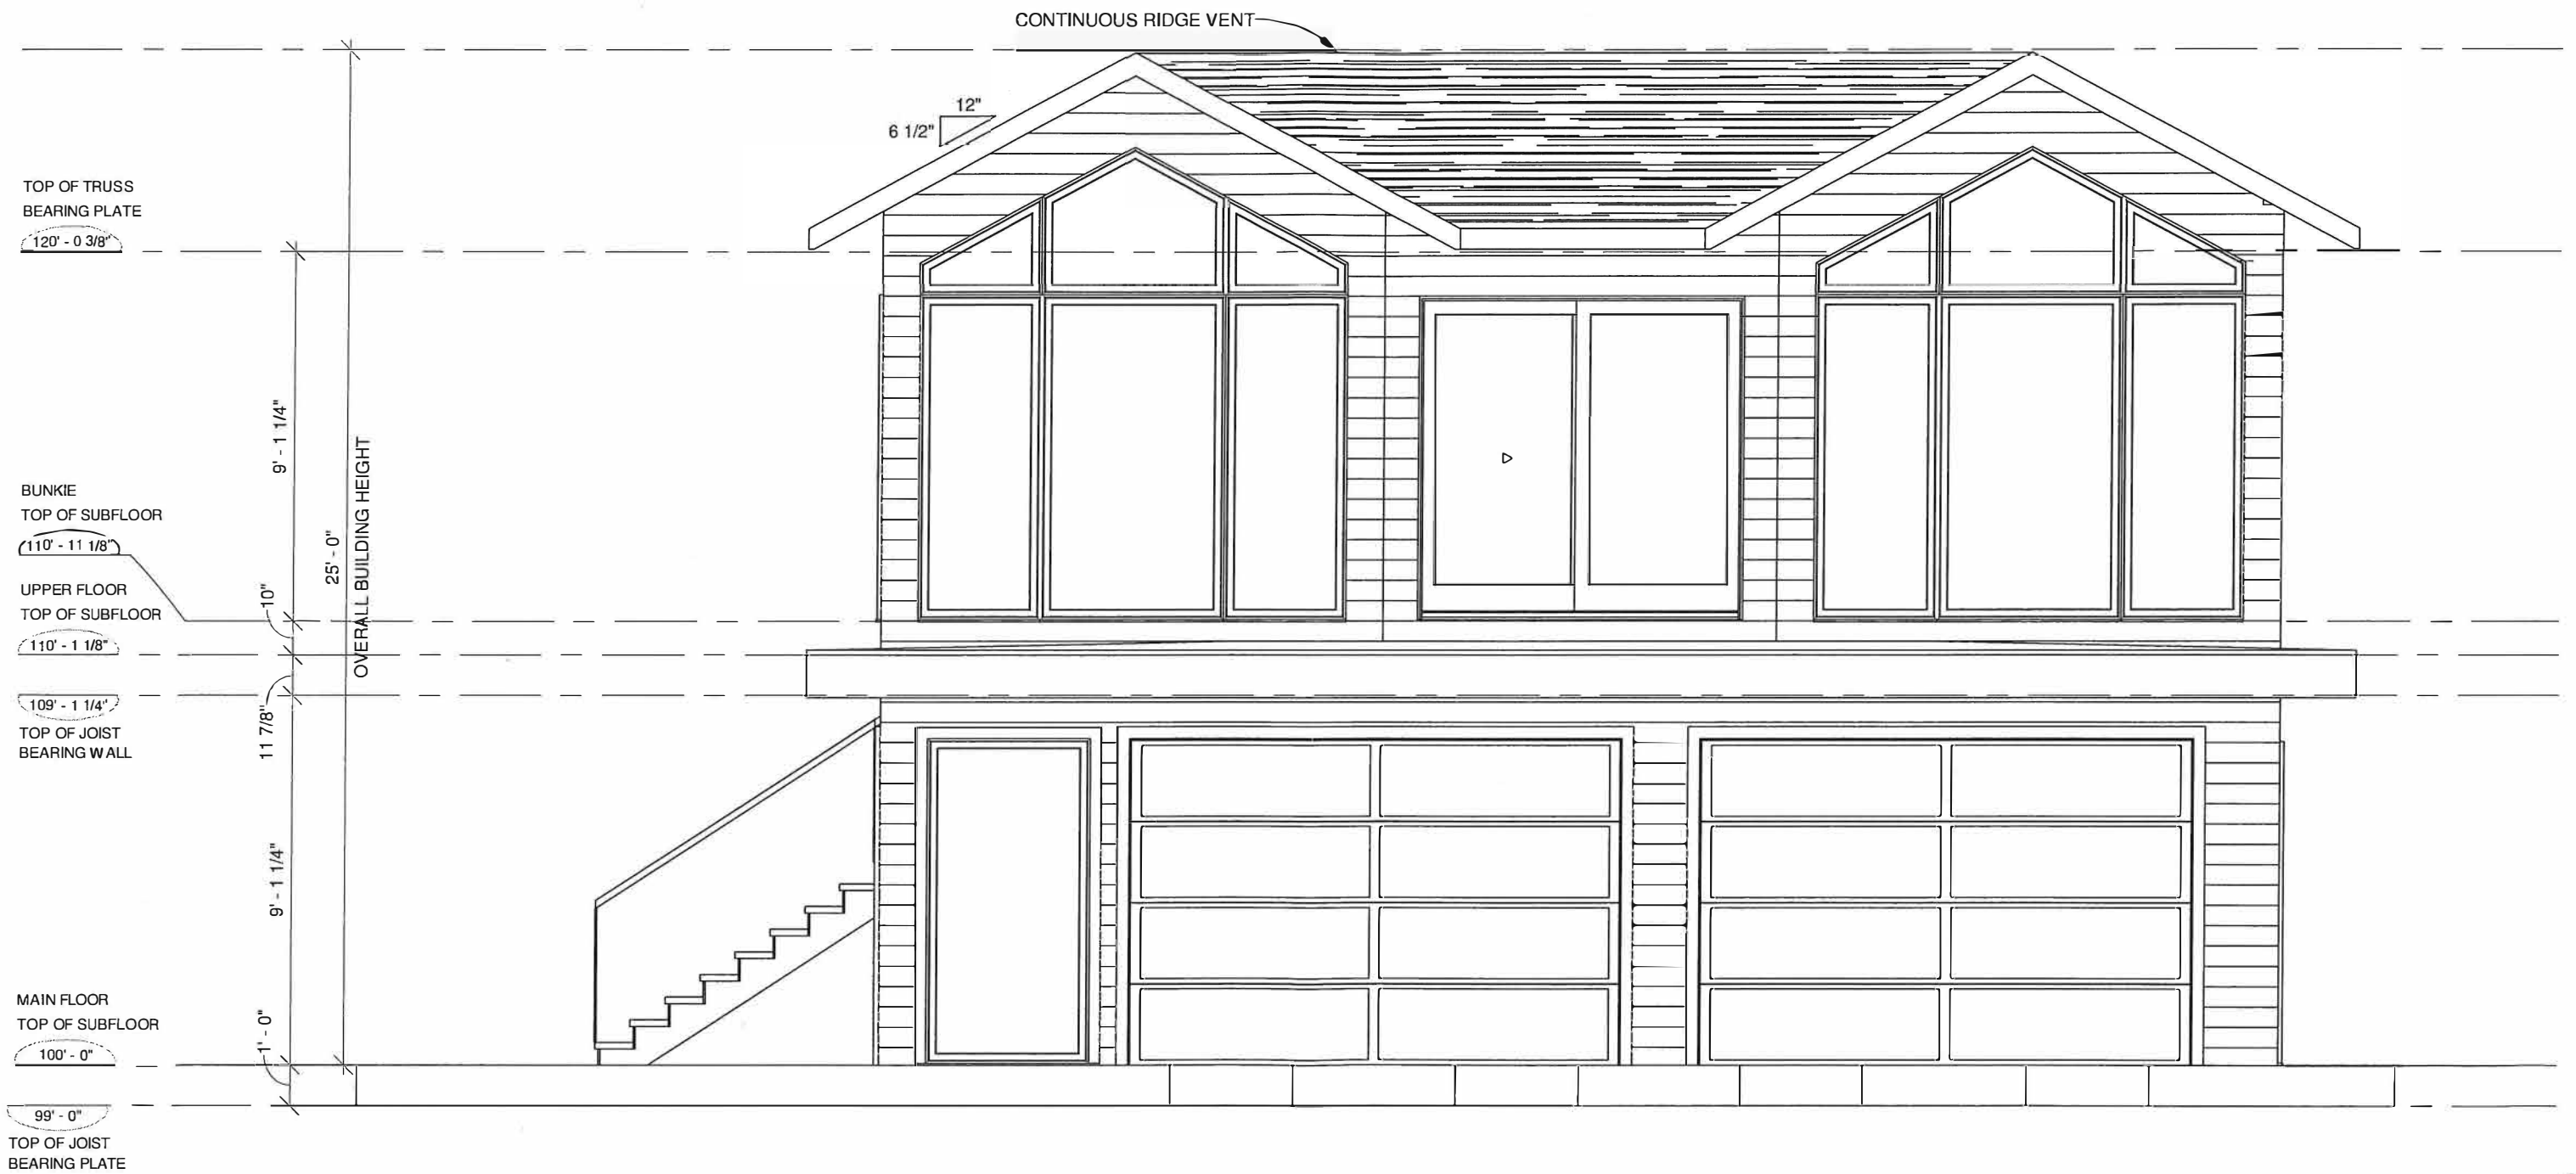 CONTINUOUS RIDGE VENT
12"
6 1/2"
TOP OF TRUSS
BEARING PLATE
120' - 0 3/8"
9' - 1 1/4"
25' - 0"
OVERALL BUILDING HEIGHT
BUNKIE
TOP OF SUBFLOOR
110' - 11 1/8"
10"
UPPER FLOOR
TOP OF SUBFLOOR
110' - 1 1/8"
109' - 1 1/4"
TOP OF JOIST
BEARING WALL
11 7/8"
9' - 1 1/4"
MAIN FLOOR
TOP OF SUBFLOOR
100' - 0"
1' - 0"
99' - 0"
TOP OF JOIST
BEARING PLATE